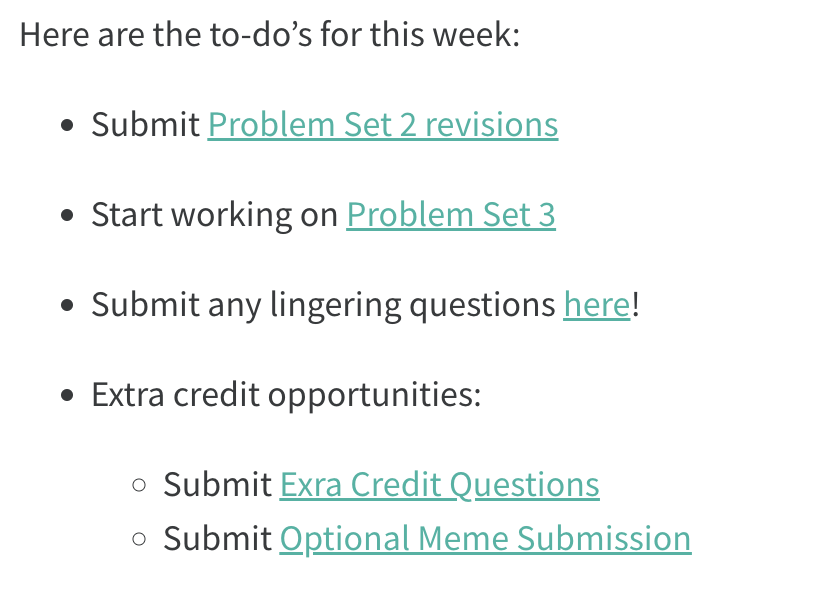 Here are the to-do’s for this week:
Submit Problem Set 2 revisions
Start working on Problem Set 3
Submit any lingering questions here!
Extra credit opportunities:
Submit Exra Credit Questions
Submit Optional Meme Submission